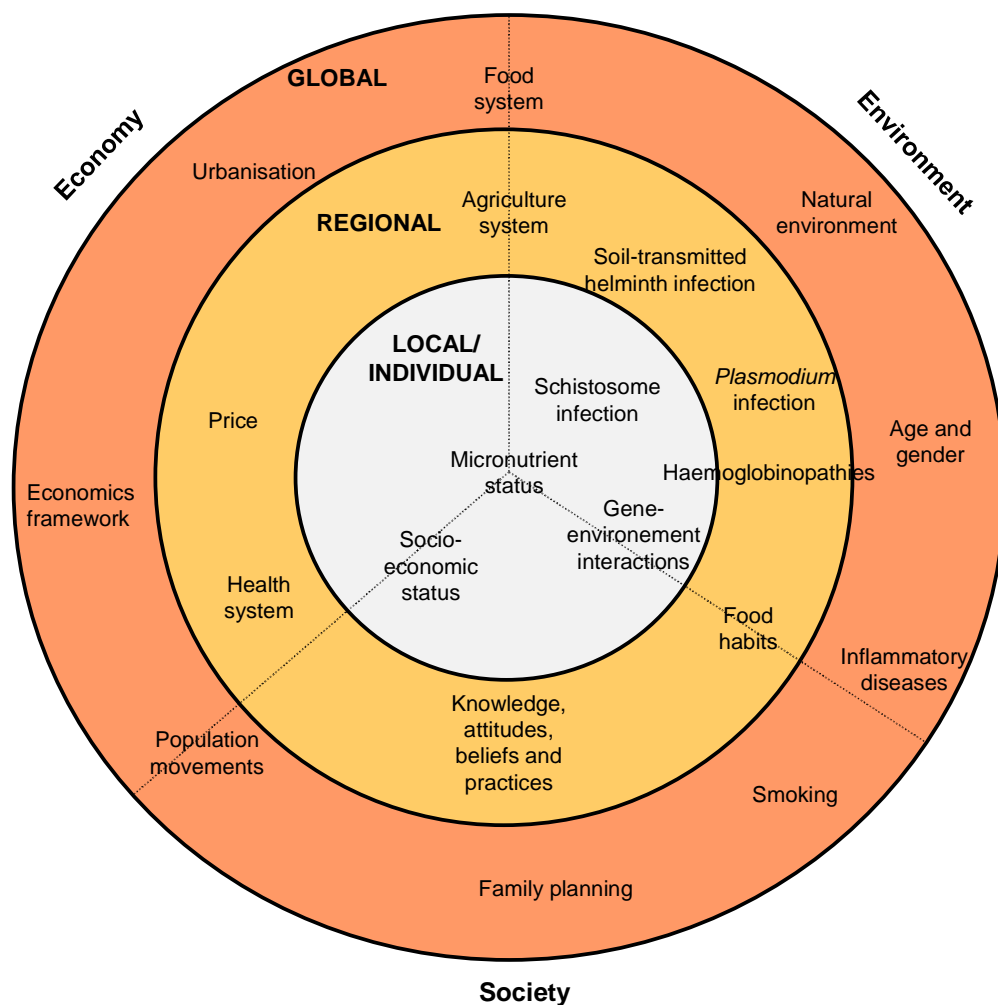 GLOBAL
Food
system
Economy
Environment
Urbanisation
Natural
environment
REGIONAL
Agriculture
system
Soil-transmitted
helminth infection
LOCAL/
INDIVIDUAL
Schistosome
infection
Plasmodium
infection
Price
Age and
gender
Micronutrient
status
Haemoglobinopathies
Economics
framework
Gene-
environement
interactions
Socio-
economic
status
Health
system
Food
habits
Inflammatory
diseases
Knowledge,
attitudes,
beliefs and
practices
Population
movements
Smoking
Family planning
Society